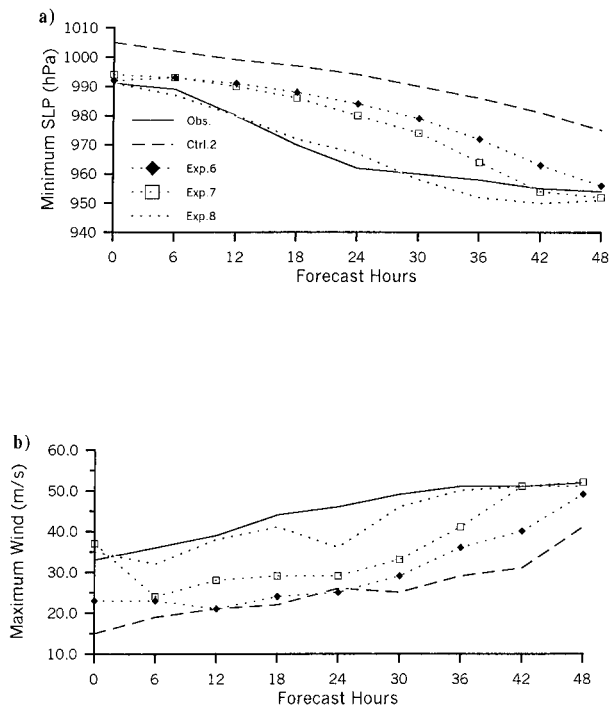 a)
1010
1000
990
980
970
960
950
940
Minimum SLP (hPa)
Obs.
Ctrl.2
Exp.6
Exp.7
Exp.8
0 6 12 18 24 30 36 42 48
Forecast Hours
b)
60.0
50.0
40.0
30.0
20.0
10.0
Maximum Wind (m/s)
0 6 12 18 24 30 36 42 48
Forecast Hours